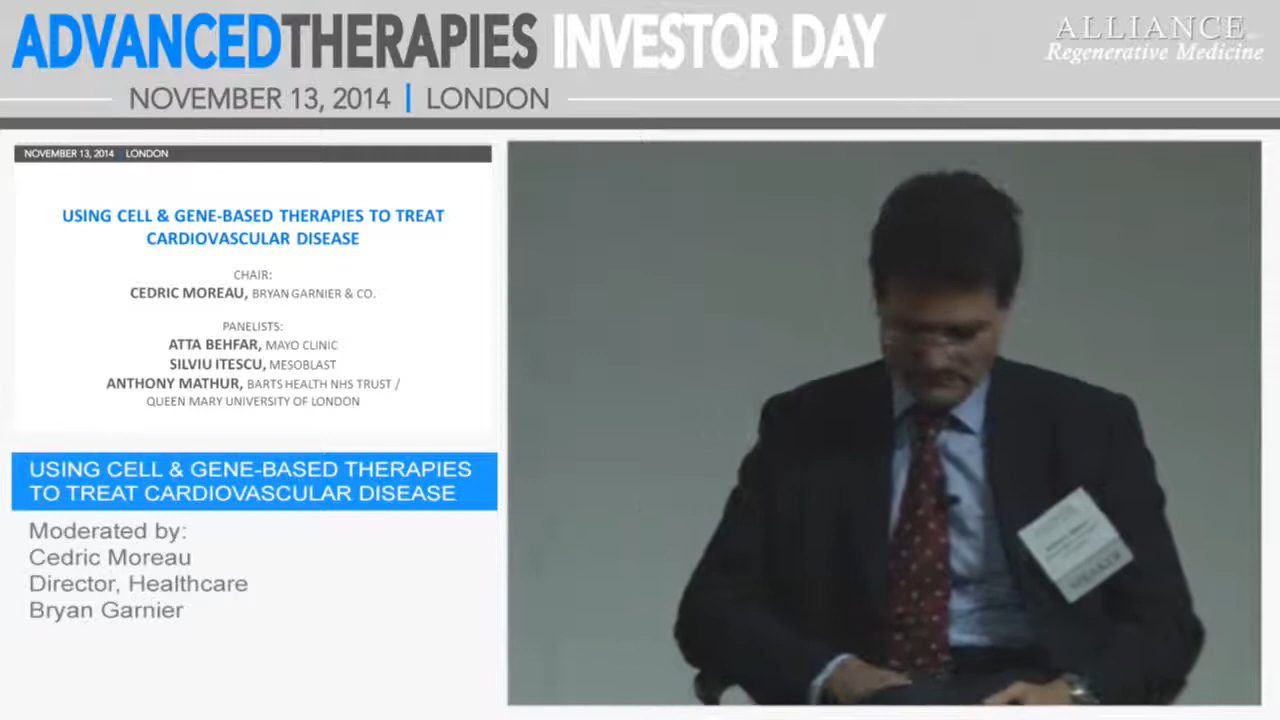 ADVANCEDTHERAPIES INVESTOR DAY
NOVEMBER 13, 2014 | LONDON
ALLIANCE
Regenerative Medicine
NOVEMBER 13, 2014 | LONDON
USING CELL & GENE-BASED THERAPIES TO TREAT
CARDIOVASCULAR DISEASE
CHAIR:
CEDRIC MOREAU, BRYAN GARNIER & CO.
PANELISTS:
ATTA BEHFAR, MAYO CLINIC
SILVIU ITESCU, MESOBLAST
ANTHONY MATHUR, BARTS HEALTH NHS TRUST /
QUEEN MARY UNIVERSITY OF LONDON
USING CELL & GENE-BASED THERAPIES
TO TREAT CARDIOVASCULAR DISEASE
Moderated by:
Cedric Moreau
Director, Healthcare
Bryan Garnier
SPEAKER